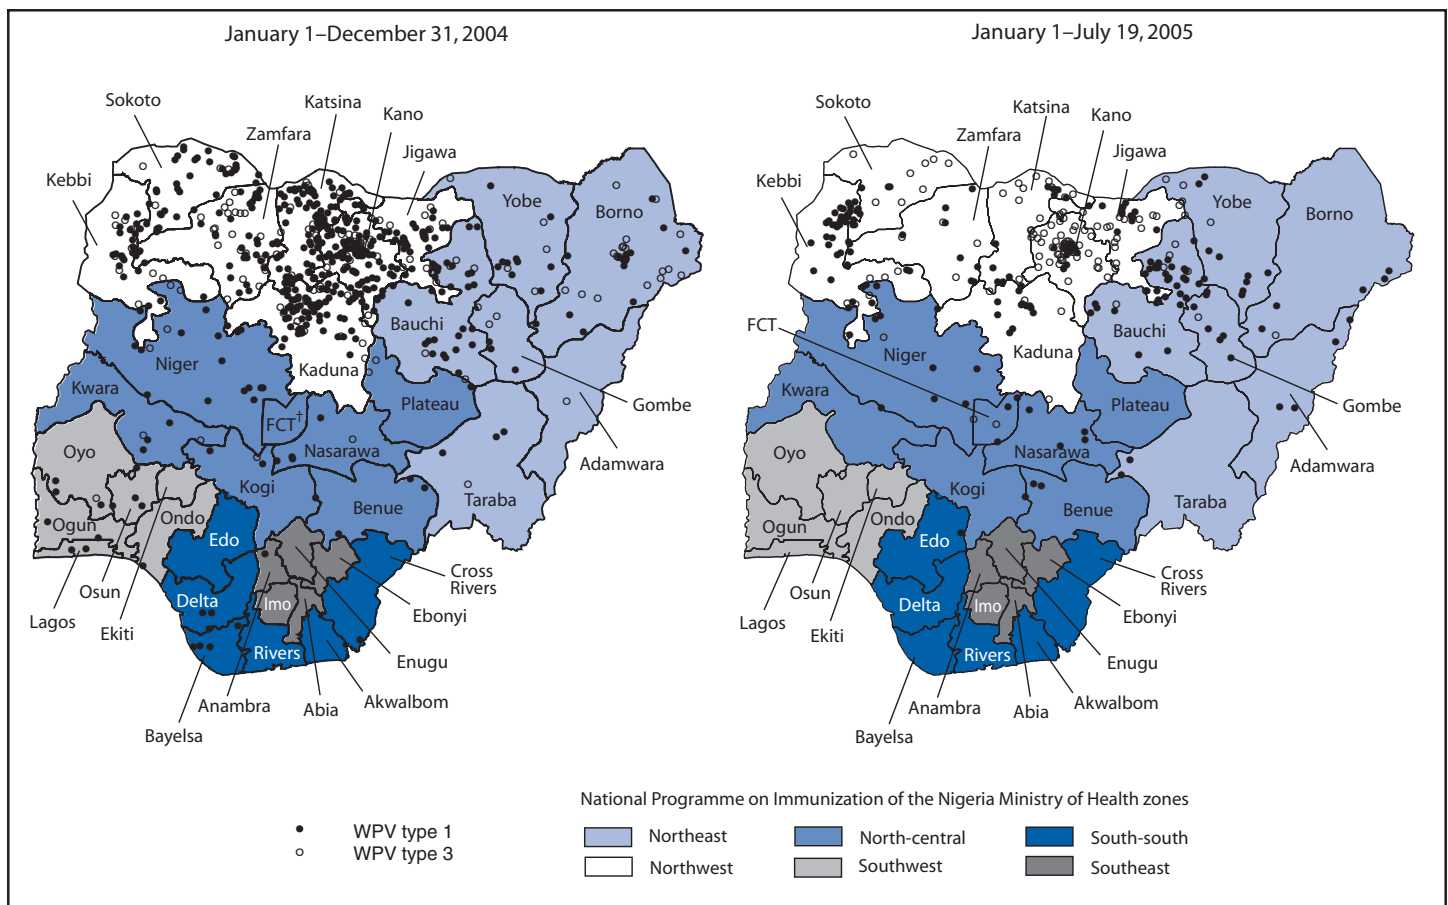 January 1–December 31, 2004
January 1–July 19, 2005
Sokoto
Katsina
Kano
Zamfara
Jigawa
Kebbi
Yobe
Borno
Bauchi
Niger
Kaduna
Kwara
Plateau
Gombe
FCT†
Oyo
Nasarawa
Adamwara
Kogi
Taraba
Ogun
Ondo
Benue
Edo
Cross
Rivers
Osun
Delta
Imo
Ebonyi
Lagos
Ekiti
Rivers
Enugu
Anambra
Abia
Akwalbom
Bayelsa
Sokoto
Katsina
Kano
Zamfara
Jigawa
Kebbi
Yobe
Borno
FCT
Bauchi
Niger
Kaduna
Kwara
Plateau
Gombe
Oyo
Nasarawa
Adamwara
Kogi
Taraba
Ogun
Ondo
Benue
Edo
Cross
Rivers
Osun
Delta
Imo
Ebonyi
Lagos
Ekiti
Rivers
Enugu
Anambra
Abia
Akwalbom
Bayelsa
National Programme on Immunization of the Nigeria Ministry of Health zones
WPV type 1
WPV type 3
Northeast
North-central
South-south
Northwest
Southwest
Southeast